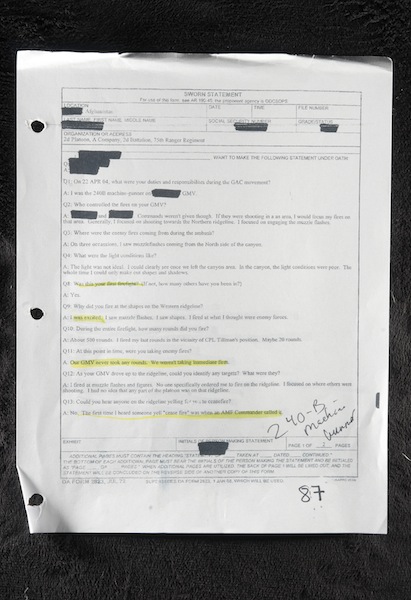 SWORN STATEMENT
For use of this form, see AR 190-45; the proponent agency is ODCSOPS
LOCATION DATE TIME FILE NUMBER
Afghanistan
LAST NAME, FIRST NAME, MIDDLE NAME SOCIAL SECURITY NUMBER GRADE/STATUS
ORGANIZATION OR ADDRESS
2d Platoon, A Company, 2d Battalion, 75th Ranger Regiment
WANT TO MAKE THE FOLLOWING STATEMENT UNDER OATH:
Q:
A:
Q1: On 22 APR 04, what were your duties and responsibilities during the GAC movement?
A: I was the 240B machine-gunner on GMV.
Q2: Who controlled the fires on your GMV?
A: and Commands weren't given though. If they were shooting in an area, I would focus my fires on
that area. Generally, I focused on shooting towards the Northern ridgeline. I focused on engaging the muzzle flashes.
Q3: Where were the enemy fires coming from during the ambush?
A: On three occasions, I saw muzzleflashes coming from the North side of the canyon.
Q4: What were the light conditions like?
A: The light was not ideal. I could clearly see once we left the canyon area. In the canyon, the light conditions were poor. The
whole time I could only make out shapes and shadows.
Q8: Was this your first firefight? (If not, how many others have you been in?)
A: Yes.
Q9: Why did you fire at the shapes on the Western ridgeline?
A: I was excited. I saw muzzle flashes. I saw shapes. I fired at what I thought were enemy forces.
Q10: During the entire firefight, how many rounds did you fire?
A: About 500 rounds. I fired my last rounds in the vicinity of CPL Tillman's position. Maybe 20 rounds.
Q11: At this point in time, were you taking enemy fires?
A: Our GMV never took any rounds. We weren't taking immediate fires.
Q12: As your GMV drove up to the ridgeline, could you identify any targets? What were they?
A: I fired at muzzle flashes and figures. No one specifically ordered me to fire on the ridgeline. I focused on where others were
shooting. I had no idea that any part of the platoon was on that ridgeline.
Q13: Could you hear anyone on the ridgeline yelling for you to ceasefire?
A: No. The first time I heard someone yell "cease fire" was when an AMF Commander yelled it.
240-B
Machine
Gunner
EXHIBIT INITIALS OF PERSON MAKING STATEMENT
PAGE 1 OF PAGES
ADDITIONAL PAGES MUST CONTAIN THE HEADING "STATEMENT TAKEN AT DATED CONTINUED."
THE BOTTOM OF EACH ADDITIONAL PAGE MUST BEAR THE INITIALS OF THE PERSON MAKING THE STATEMENT AND BE INITIALED
AS "PAGE OF PAGES." WHEN ADDITIONAL PAGES ARE UTILIZED, THE BACK OF PAGE 1 WILL BE LINED OUT, AND THE
STATEMENT WILL BE CONCLUDED ON THE REVERSE SIDE OF ANOTHER COPY OF THIS FORM.
DA FORM 2823, JUL 72 SUPERSEDES DA FORM 2823, 1 JAN 68, WHICH WILL BE USED.
87